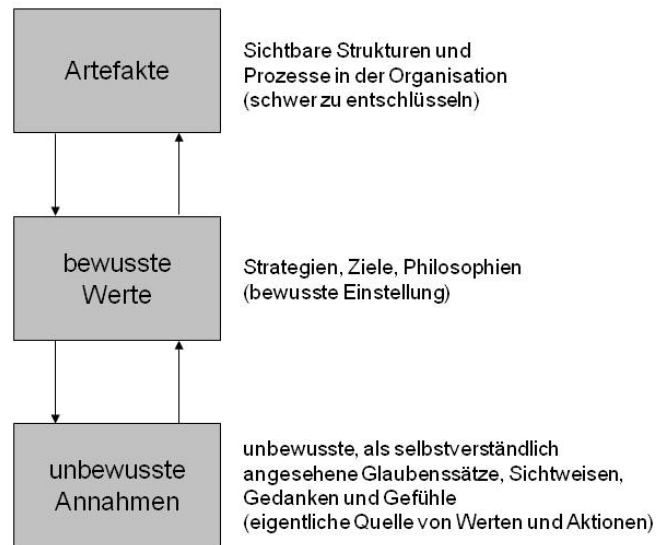 Artefakte
Sichtbare Strukturen und
Prozesse in der Organisation
(schwer zu entschlüsseln)
bewusste
Werte
Strategien, Ziele, Philosophien
(bewusste Einstellung)
unbewusste
Annahmen
unbewusste, als selbstverständlich
angesehene Glaubenssätze, Sichtweisen,
Gedanken und Gefühle
(eigentliche Quelle von Werten und Aktionen)